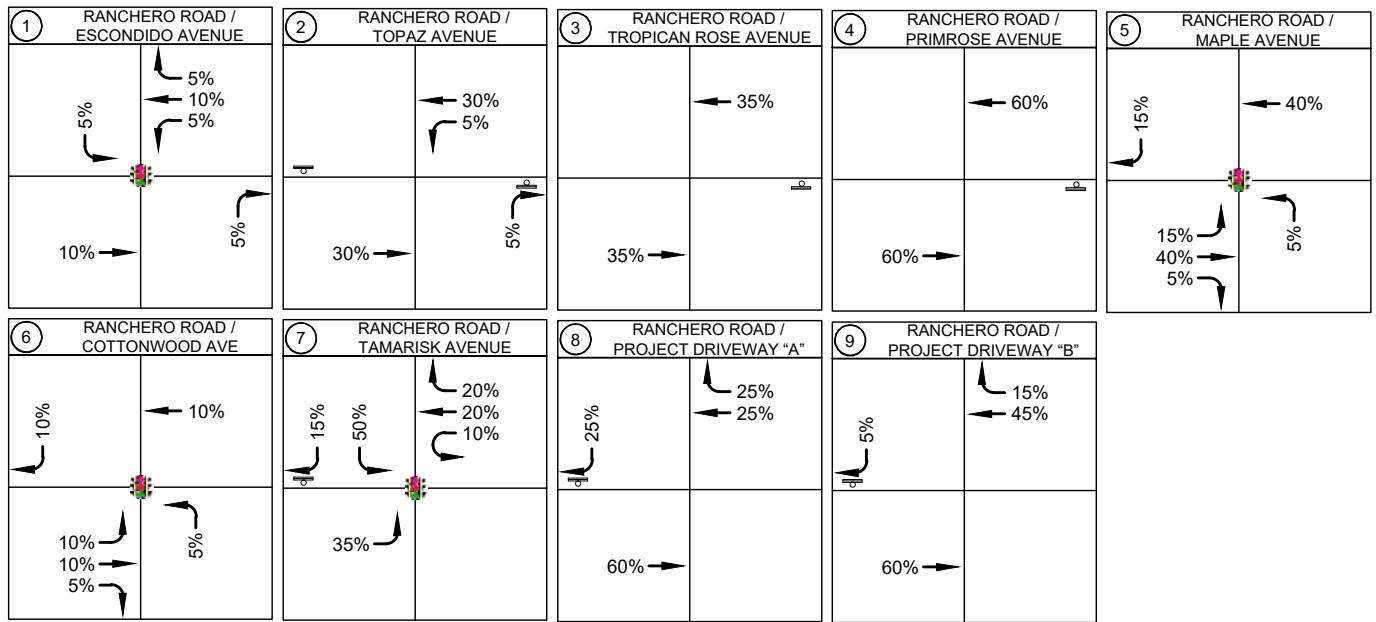 1
RANCHERO ROAD /
ESCONDIDO AVENUE
5%
10%
5%
5%
10%
5%
2
RANCHERO ROAD /
TOPAZ AVENUE
30%
5%
30%
5%
3
RANCHERO ROAD /
TROPICAN ROSE AVENUE
35%
35%
4
RANCHERO ROAD /
PRIMROSE AVENUE
60%
60%
5
RANCHERO ROAD /
MAPLE AVENUE
15%
40%
15%
40%
5%
5%
6
RANCHERO ROAD /
COTTONWOOD AVE
10%
10%
10%
10%
5%
5%
7
RANCHERO ROAD /
TAMARISK AVENUE
15%
50%
20%
20%
10%
35%
8
RANCHERO ROAD /
PROJECT DRIVEWAY “A”
25%
25%
25%
60%
9
RANCHERO ROAD /
PROJECT DRIVEWAY “B”
5%
15%
45%
60%